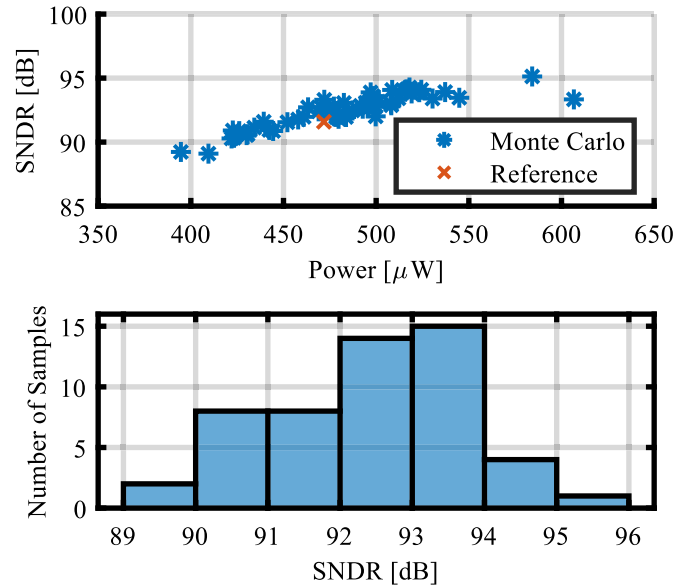 100
95
90
85
SNDR [dB]
Monte Carlo
Reference
350 400 450 500 550 600 650
Power [μW]
15
10
5
0
Number of Samples
89 90 91 92 93 94 95 96
SNDR [dB]